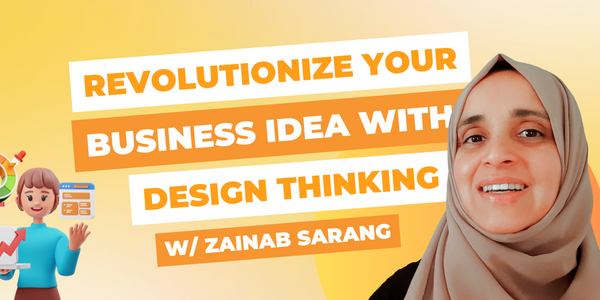 REVOLUTIONIZE YOUR
BUSINESS IDEA WITH
DESIGN THINKING
W/ ZAINAB SARANG